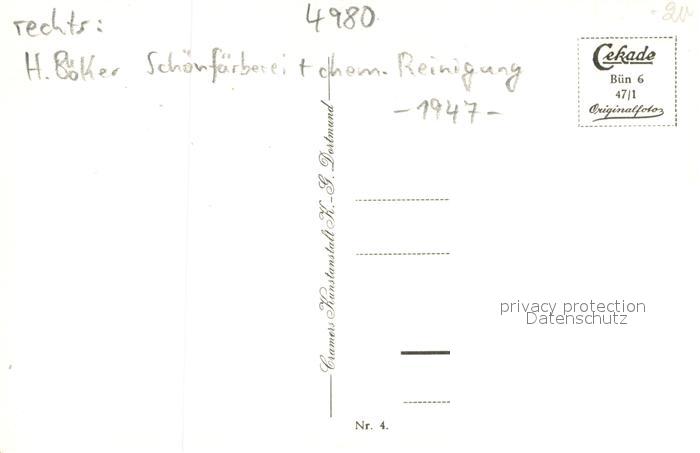 4980
rechts:
H. Böker Schönfärberei + chem. Reinigung
- 1947 -
Cekade
Bün 6
47/1
Originalfoto
Cramers Kunstanstalt K.-G. Dortmund
privacy protection
Datenschutz
Nr. 4.